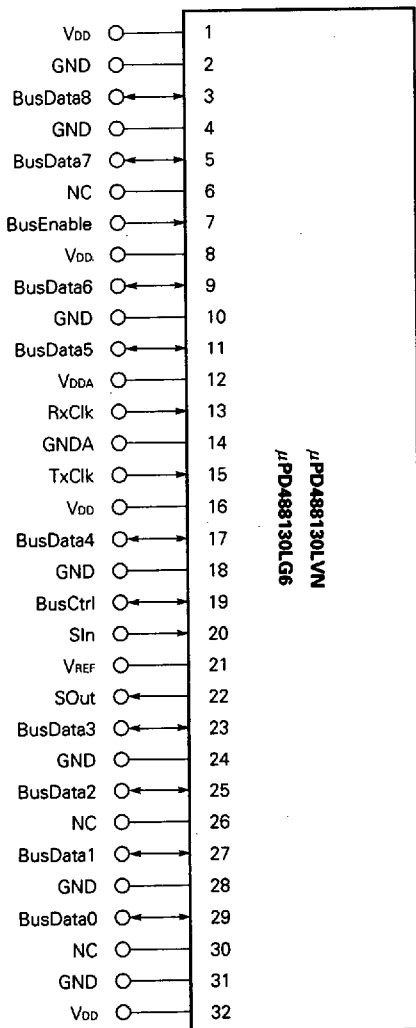 VDD 1
GND 2
BusData8 3
GND 4
BusData7 5
NC 6
BusEnable 7
VDD. 8
BusData6 9
GND 10
BusData5 11
VDDA 12
RxClk 13
GNDA 14
TxClk 15
VDD 16
BusData4 17
GND 18
BusCtrl 19
SIn 20
VREF 21
SOut 22
BusData3 23
GND 24
BusData2 25
NC 26
BusData1 27
GND 28
BusData0 29
NC 30
GND 31
VDD 32
μPD488130LVN
μPD488130LG6